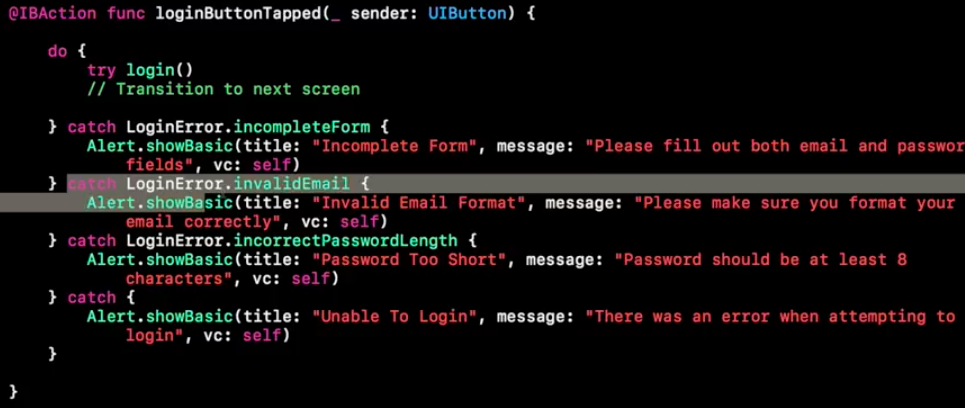 @IBAction func loginButtonTapped(_ sender: UIButton) {
do {
try login()
// Transition to next screen
} catch LoginError.incompleteForm {
Alert.showBasic(title: "Incomplete Form", message: "Please fill out both email and passwor
fields", vc: self)
} catch LoginError.invalidEmail {
Alert.showBasic(title: "Invalid Email Format", message: "Please make sure you format your
email correctly", vc: self)
} catch LoginError.incorrectPasswordLength {
Alert.showBasic(title: "Password Too Short", message: "Password should be at least 8
characters", vc: self)
} catch {
Alert.showBasic(title: "Unable To Login", message: "There was an error when attempting to
login", vc: self)
}
}